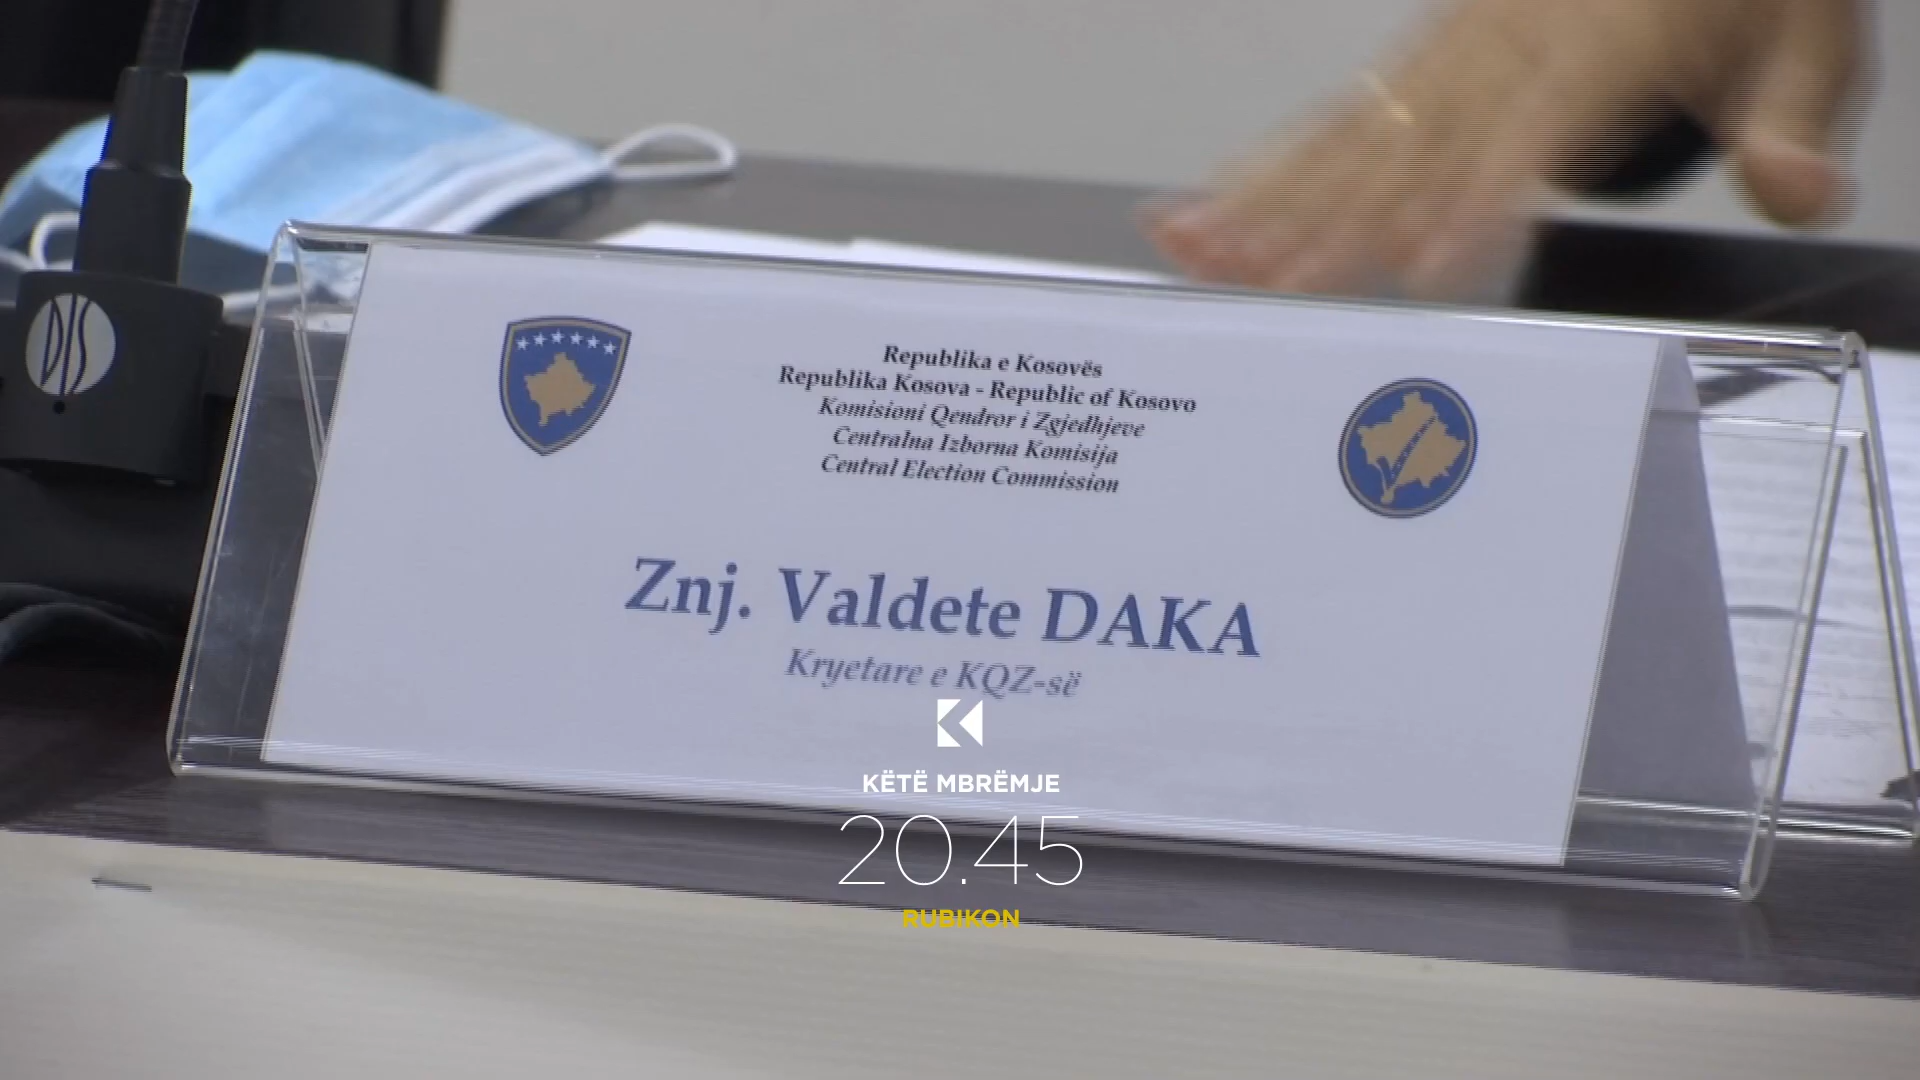 DIS
Republika e Kosovës
Republika Kosova - Republic of Kosovo
Komisioni Qendror i Zgjedhjeve
Centralna Izborna Komisija
Central Election Commission
Znj. Valdete DAKA
Kryetare e KQZ-së
KËTË MBRËMJE
20.45
RUBIKON